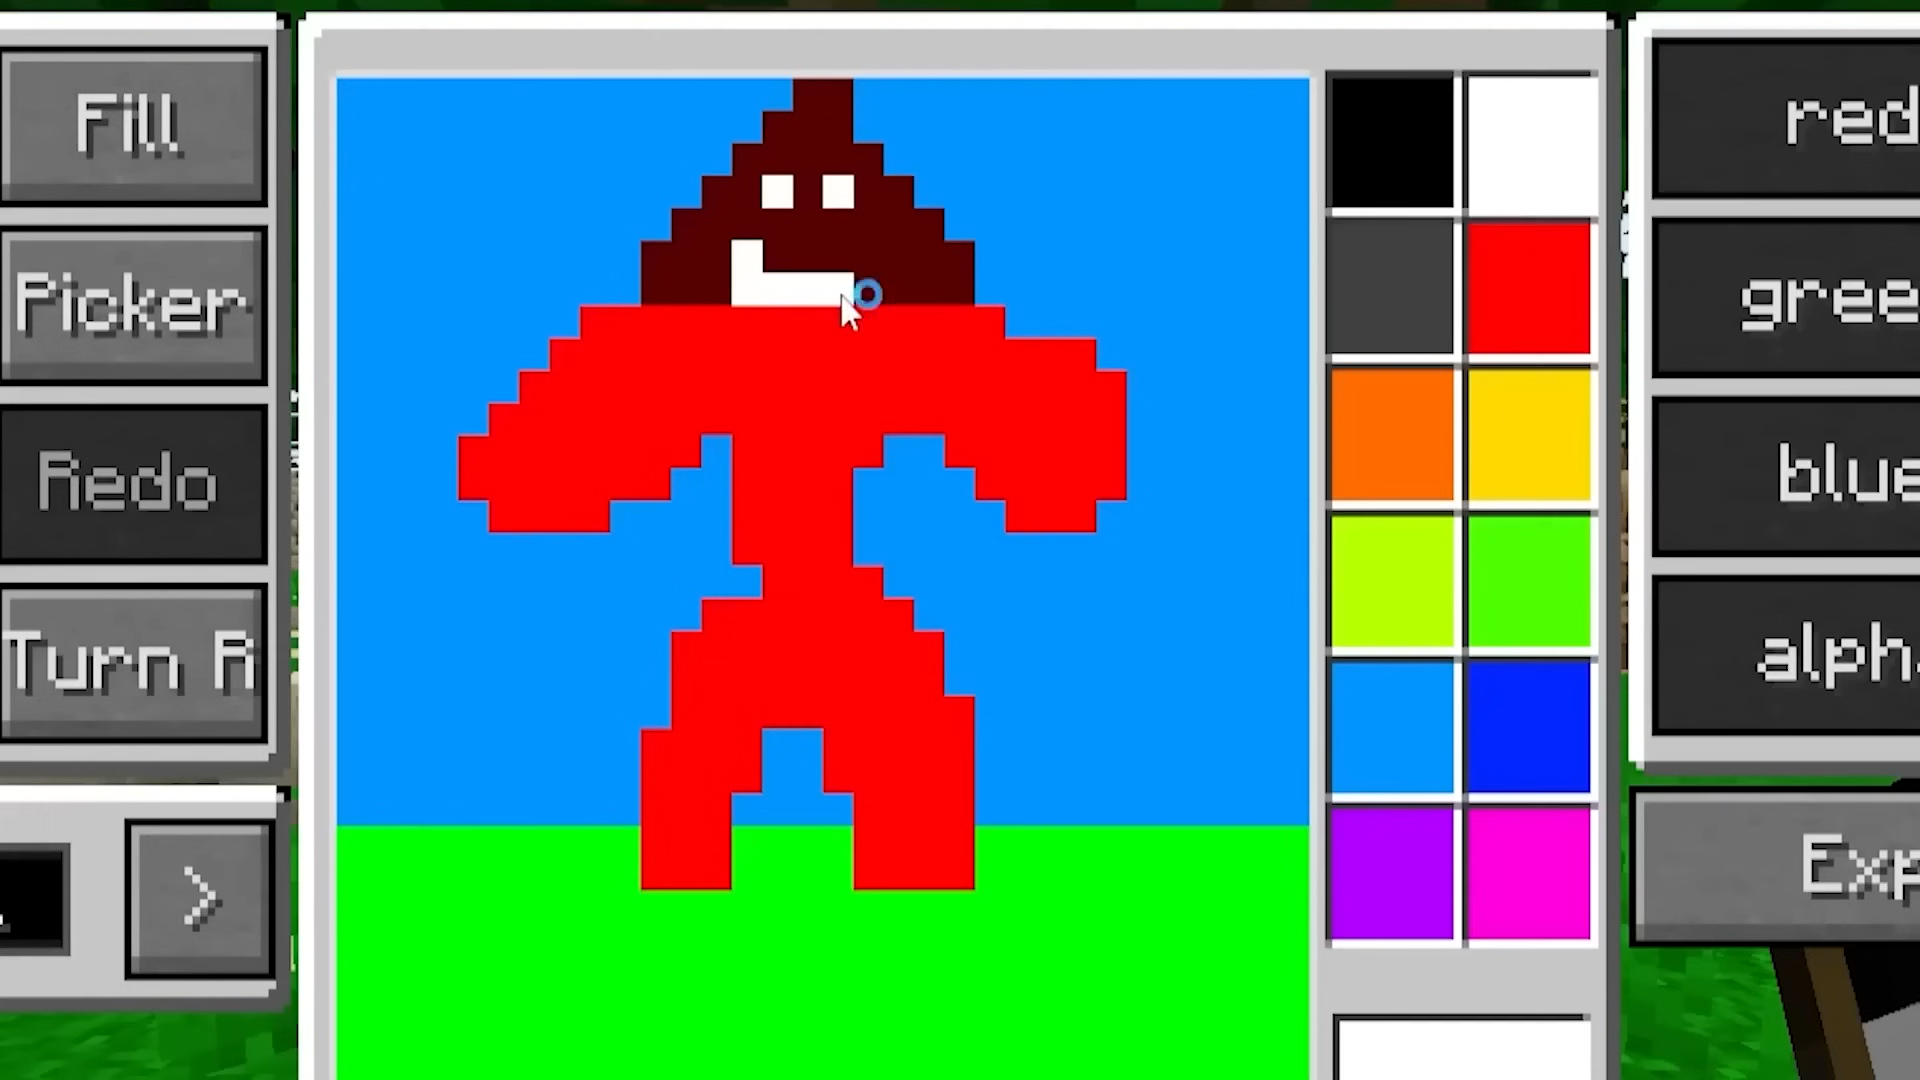 Fill
Picker
Redo
Turn R
>
red
gree
blue
alph
Exp